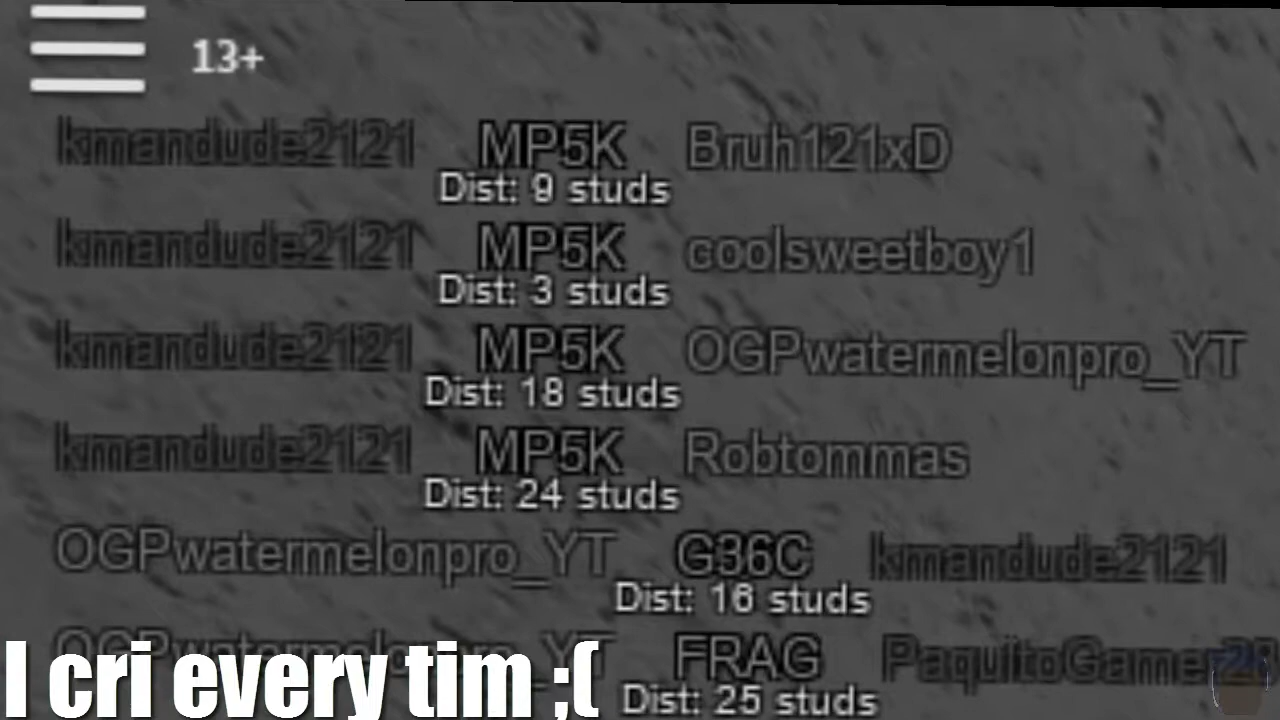 13+
kmandude2121 MP5K Bruh121xD
Dist: 9 studs
kmandude2121 MP5K coolsweetboy1
Dist: 3 studs
kmandude2121 MP5K OGPwatermelonpro_YT
Dist: 18 studs
kmandude2121 MP5K Robtommas
Dist: 24 studs
OGPwatermelonpro_YT G36C kmandude2121
Dist: 16 studs
OGPwatermelonpro_YT FRAG
Dist: 25 studs
I cri every tim ;(